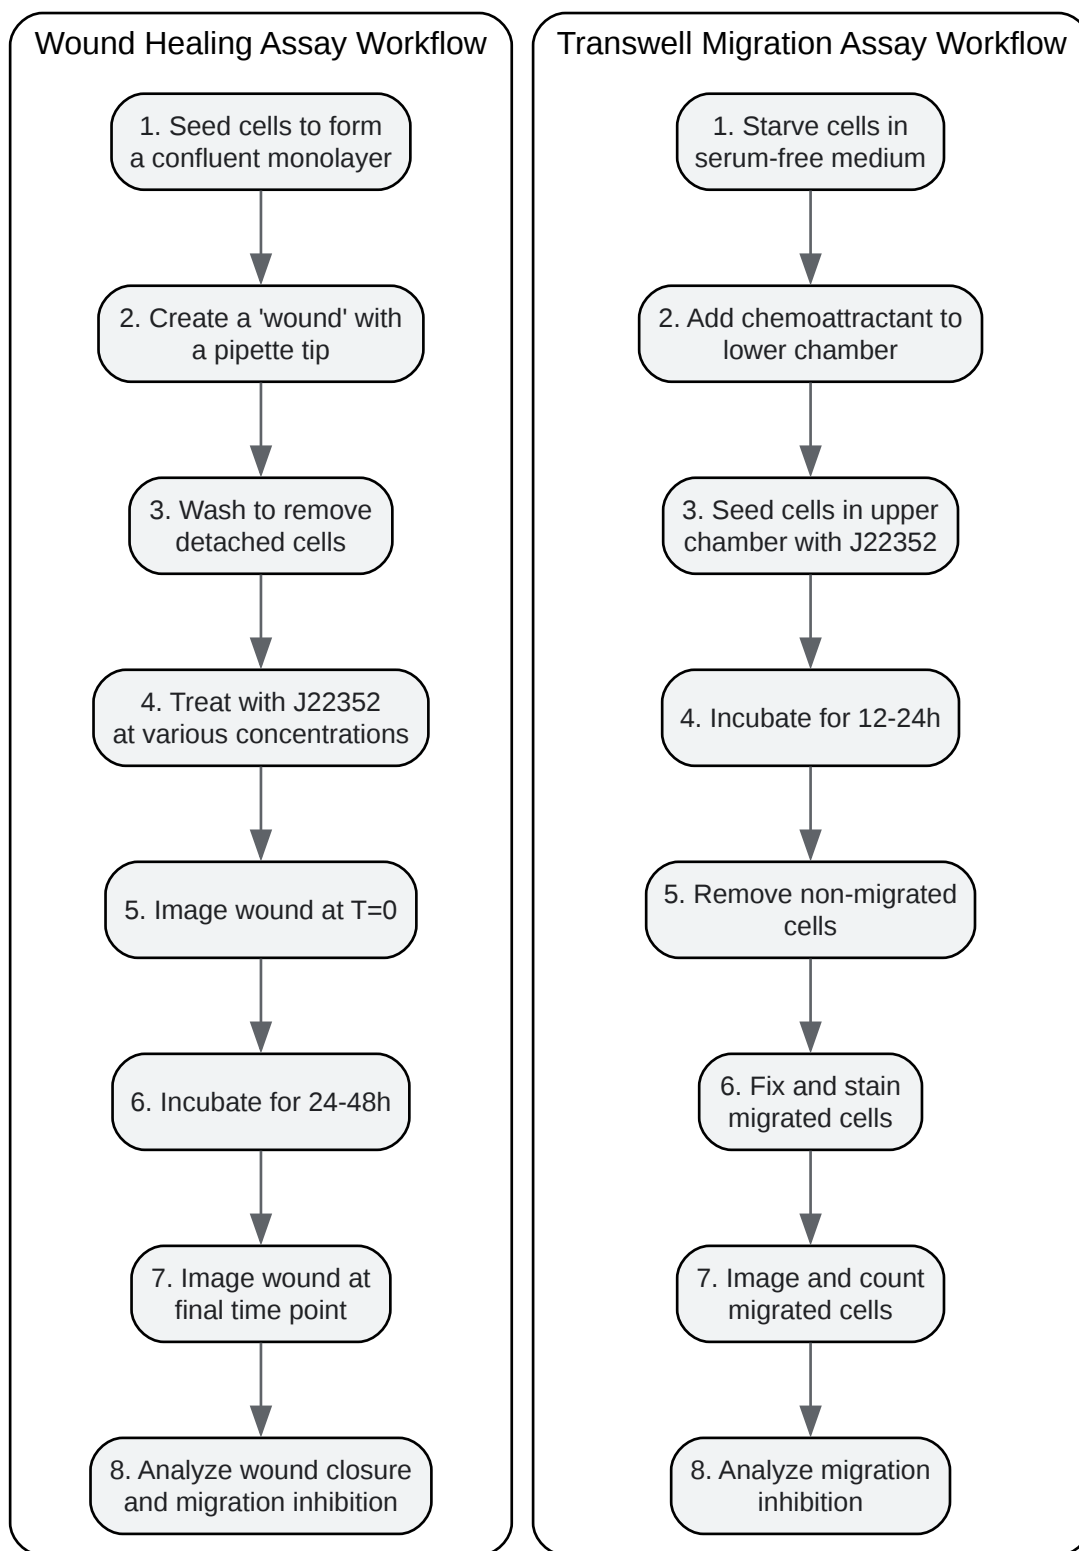 Wound Healing Assay Workflow
1. Seed cells to form
a confluent monolayer
2. Create a 'wound' with
a pipette tip
3. Wash to remove
detached cells
4. Treat with J22352
at various concentrations
5. Image wound at T=0
6. Incubate for 24-48h
7. Image wound at
final time point
8. Analyze wound closure
and migration inhibition
Transwell Migration Assay Workflow
1. Starve cells in
serum-free medium
2. Add chemoattractant to
lower chamber
3. Seed cells in upper
chamber with J22352
4. Incubate for 12-24h
5. Remove non-migrated
cells
6. Fix and stain
migrated cells
7. Image and count
migrated cells
8. Analyze migration
inhibition